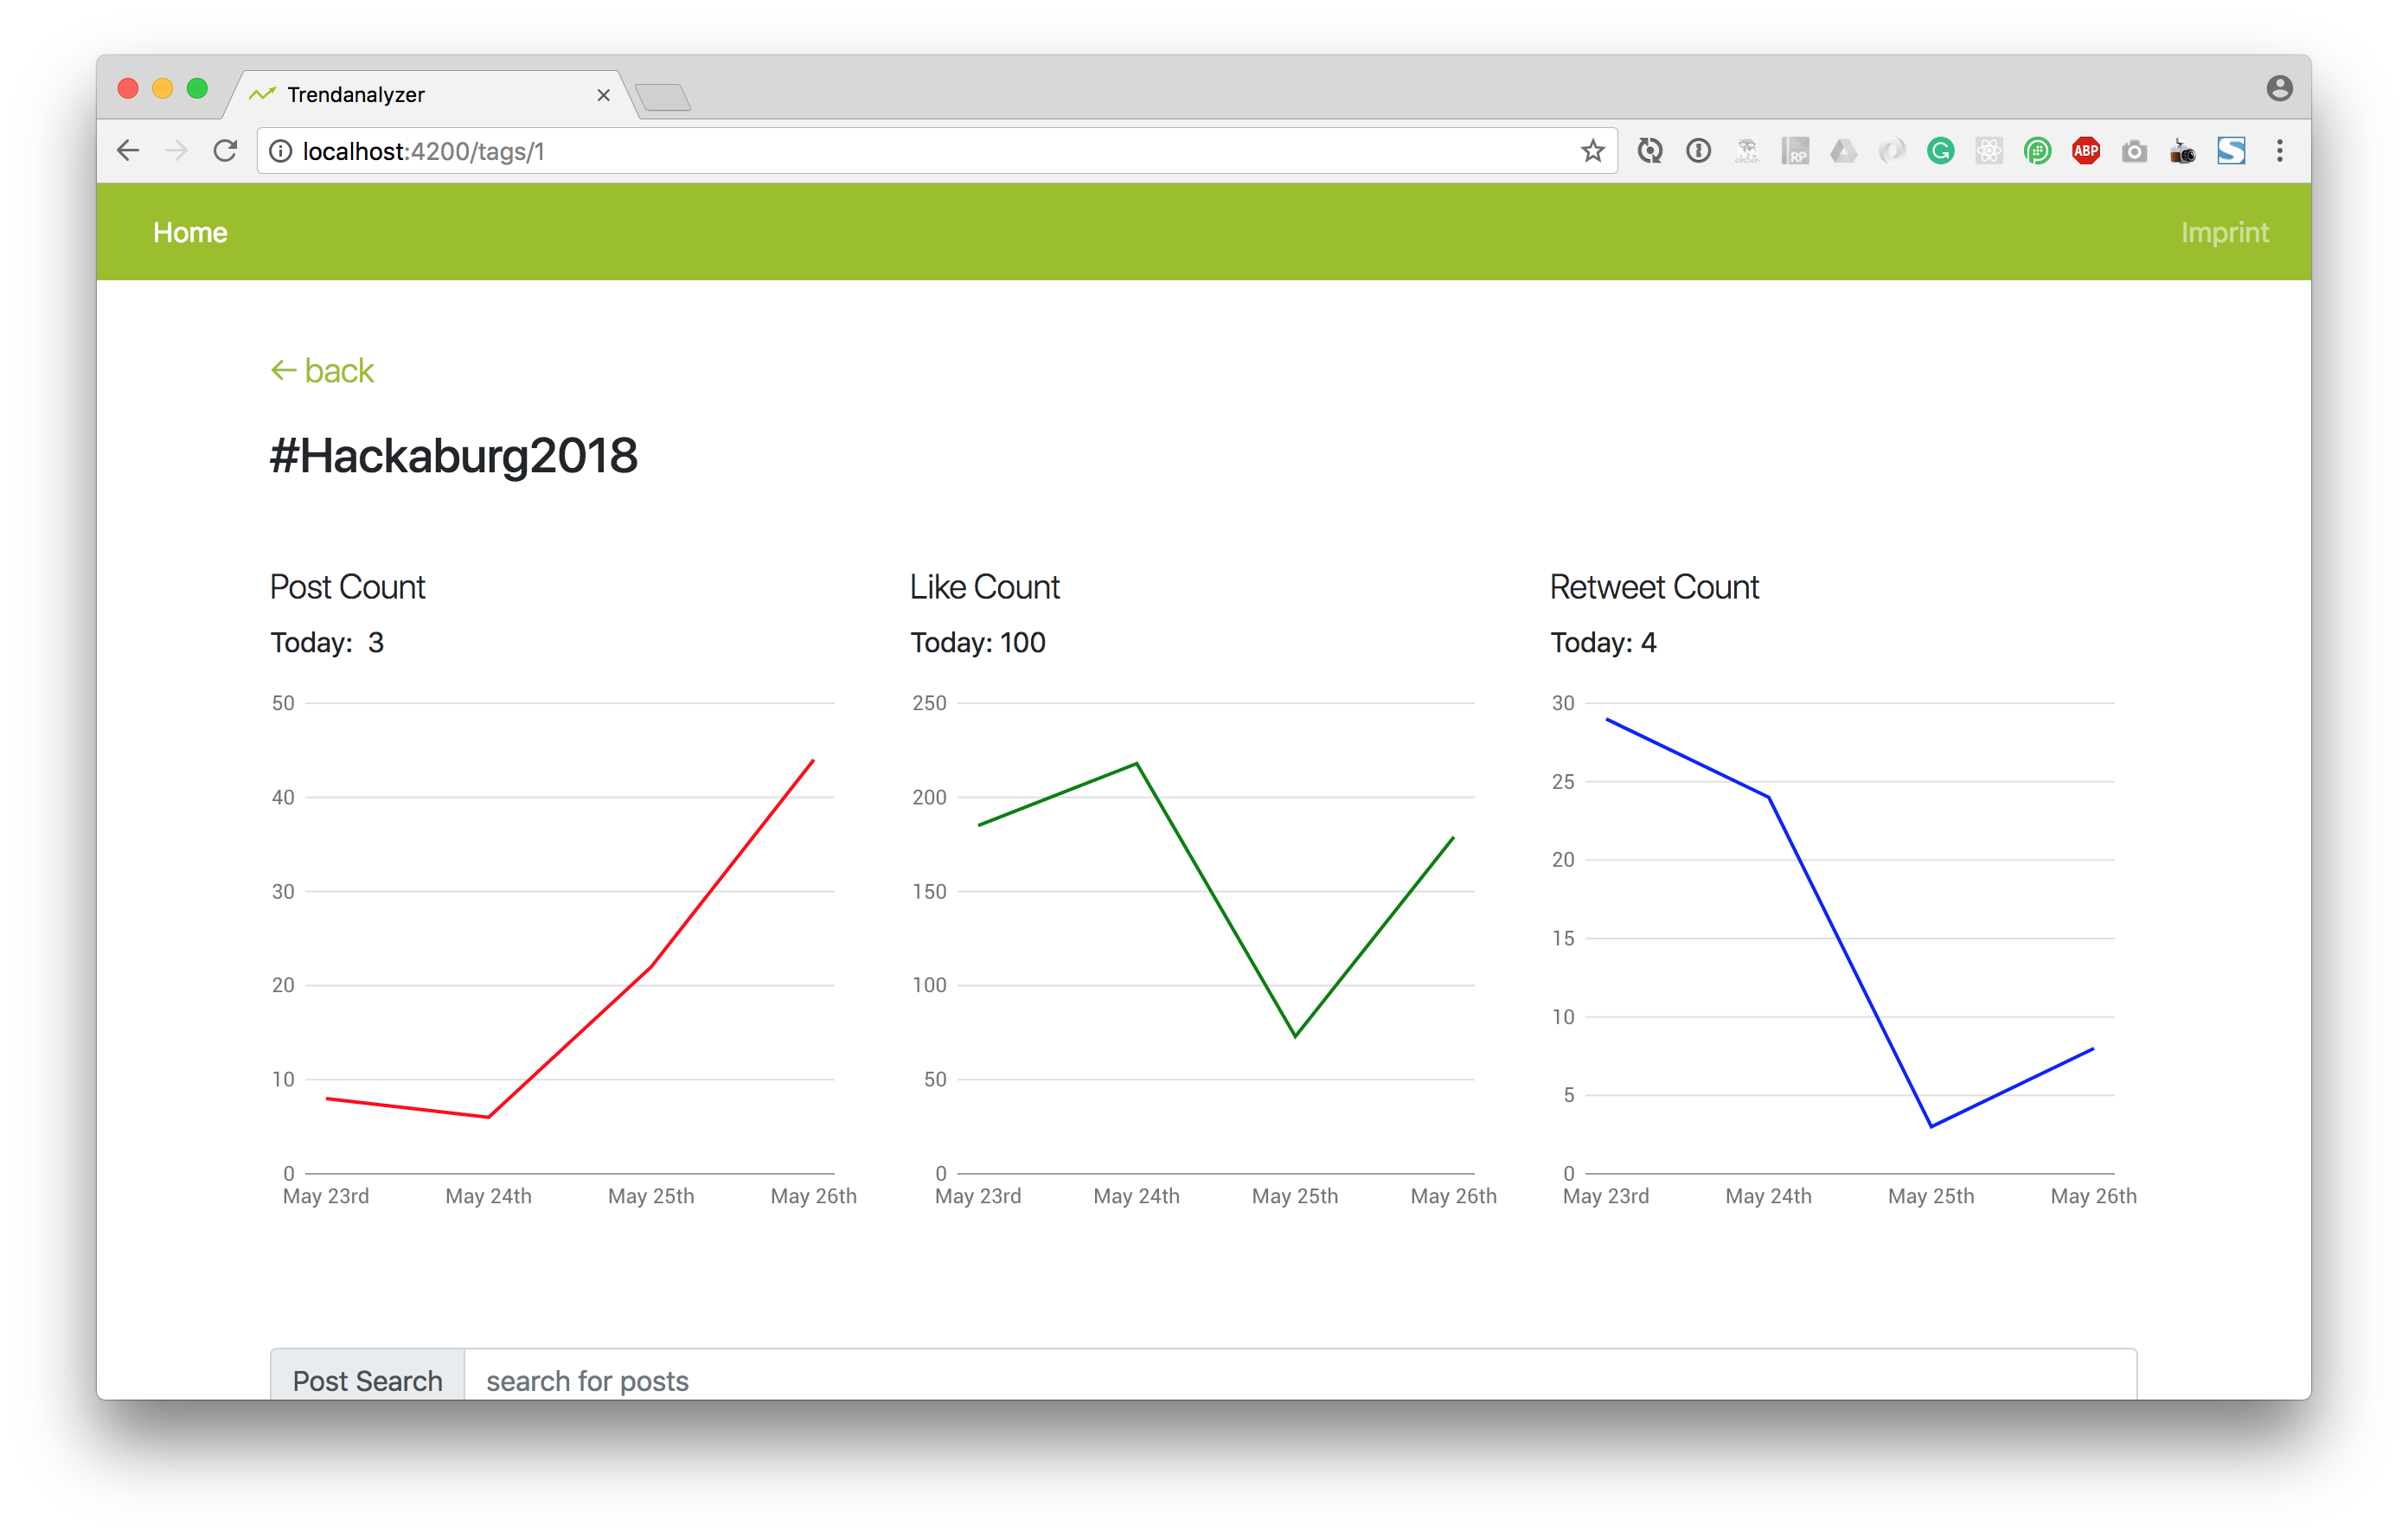 Trendanalyzer
localhost:4200/tags/1
RP
ABP
Home
Imprint
← back
#Hackaburg2018
Post Count
Today: 3
50
40
30
20
10
0
May 23rd May 24th May 25th May 26th
Like Count
Today: 100
250
200
150
100
50
0
May 23rd May 24th May 25th May 26th
Retweet Count
Today: 4
30
25
20
15
10
5
0
May 23rd May 24th May 25th May 26th
Post Search search for posts